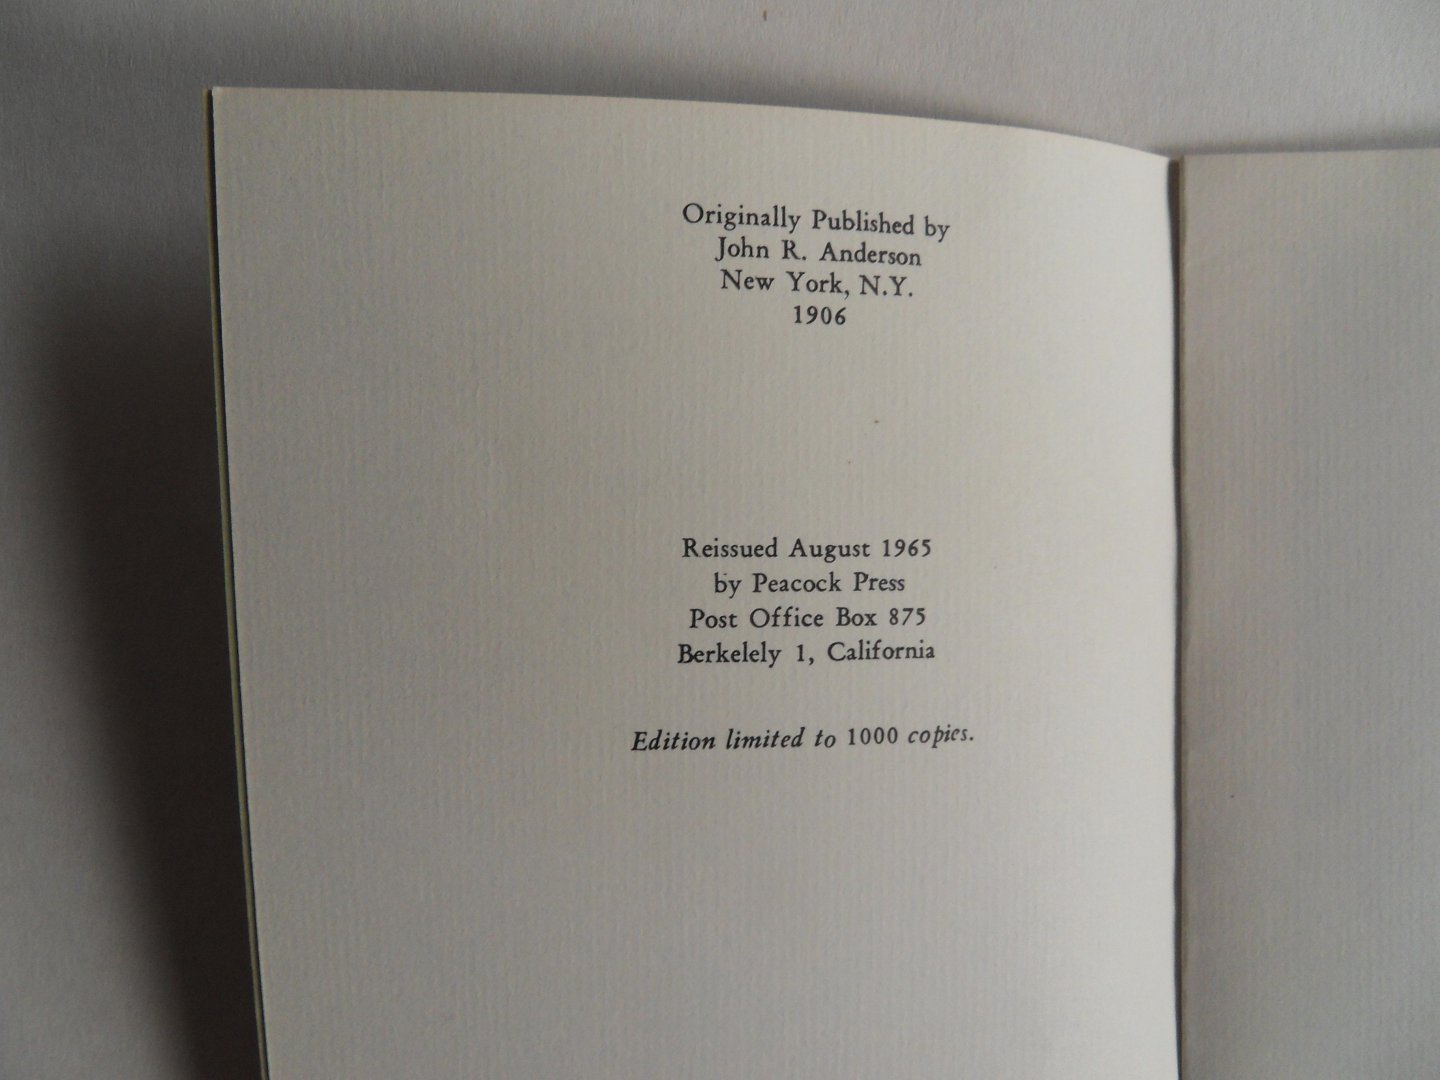 Originally Published by
John R. Anderson
New York, N.Y.
1906
Reissued August 1965
by Peacock Press
Post Office Box 875
Berkelely 1, California
Edition limited to 1000 copies.